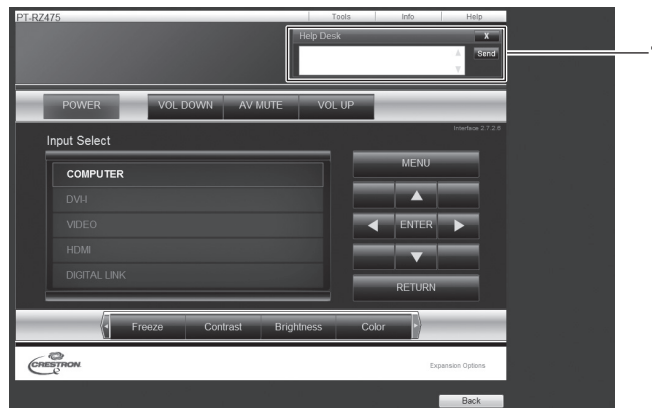 PT-RZ475
Tools Info Help
Help Desk X
Send
POWER VOL DOWN AV MUTE VOL UP
Interface 2.7.2.6
Input Select
COMPUTER
DVI-I
VIDEO
HDMI
DIGITAL LINK
MENU
ENTER
RETURN
Freeze Contrast Brightness Color
CRESTRON
Expansion Options
Back